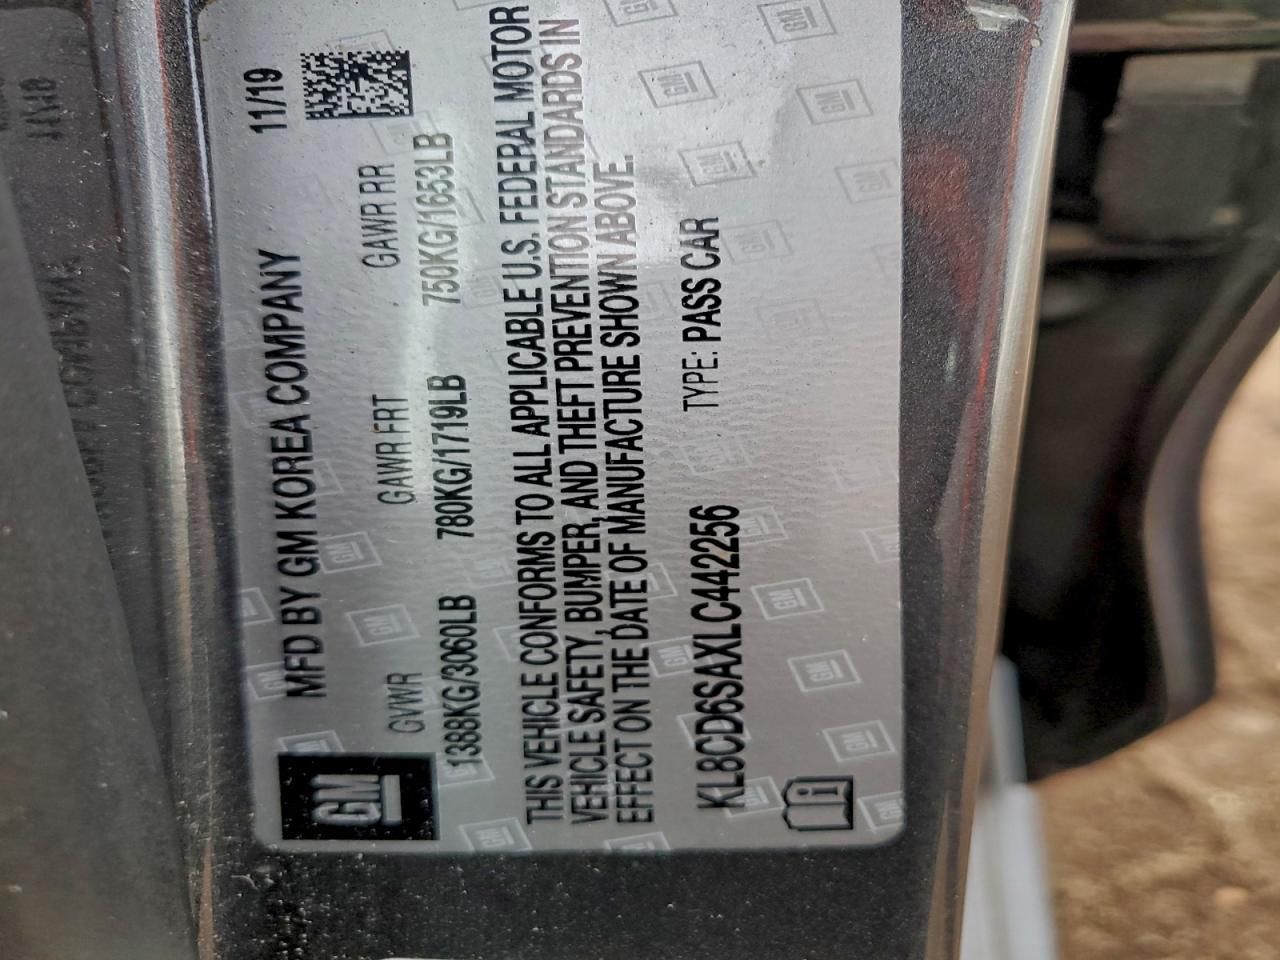 GM
MFD BY GM KOREA COMPANY 11/19
GVWR GAWR FRT GAWR RR
1388KG/3060LB 780KG/1719LB 750KG/1653LB
THIS VEHICLE CONFORMS TO ALL APPLICABLE U.S. FEDERAL MOTOR
VEHICLE SAFETY, BUMPER, AND THEFT PREVENTION STANDARDS IN
EFFECT ON THE DATE OF MANUFACTURE SHOWN ABOVE.
KL8CD6SAXLC442256 TYPE: PASS CAR